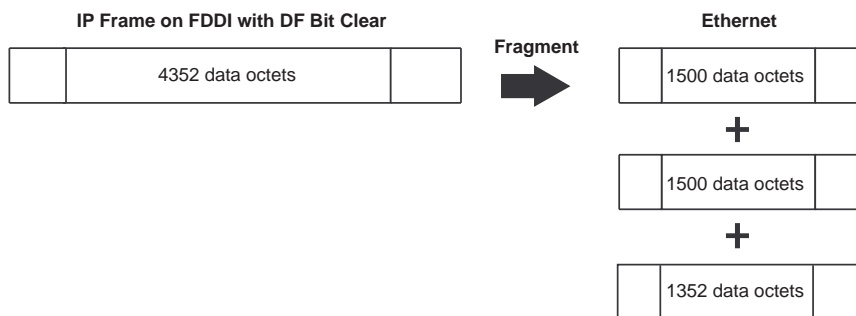 IP Frame on FDDI with DF Bit Clear
Ethernet
Fragment
4352 data octets
1500 data octets
+
1500 data octets
+
1352 data octets